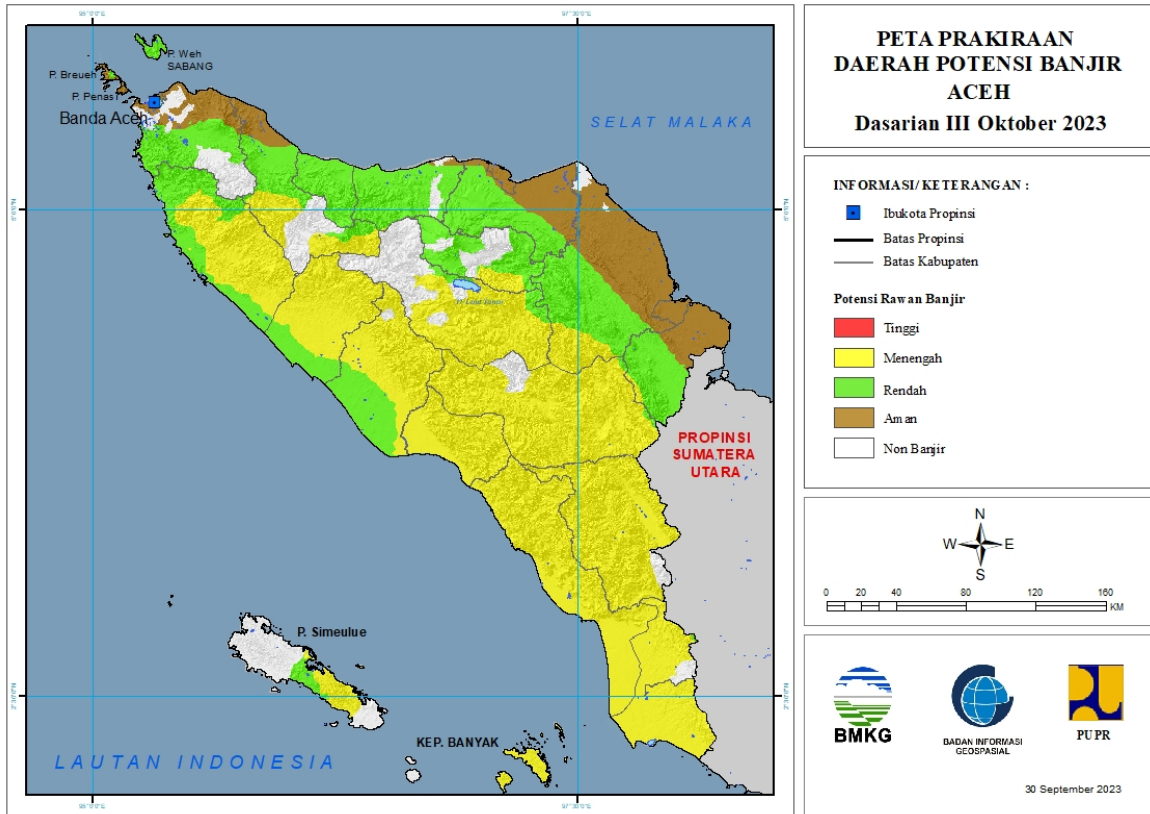 PETA PRAKIRAAN
DAERAH POTENSI BANJIR
ACEH
Dasarian III Oktober 2023
INFORMASI/ KETERANGAN :
Ibukota Propinsi
Batas Propinsi
Batas Kabupaten
Potensi Rawan Banjir
Tinggi
Menengah
Rendah
Aman
Non Banjir
N
W E
S
0 20 40 80 120 160
KM
BMKG
BADAN INFORMASI
GEOSPASIAL
PUPR
30 September 2023
P. Weh
SABANG
P. Breueh
P. Penasi
Banda Aceh
SELAT MALAKA
PROPINSI
SUMATERA
UTARA
P. Simeulue
KEP. BANYAK
LAUTAN INDONESIA